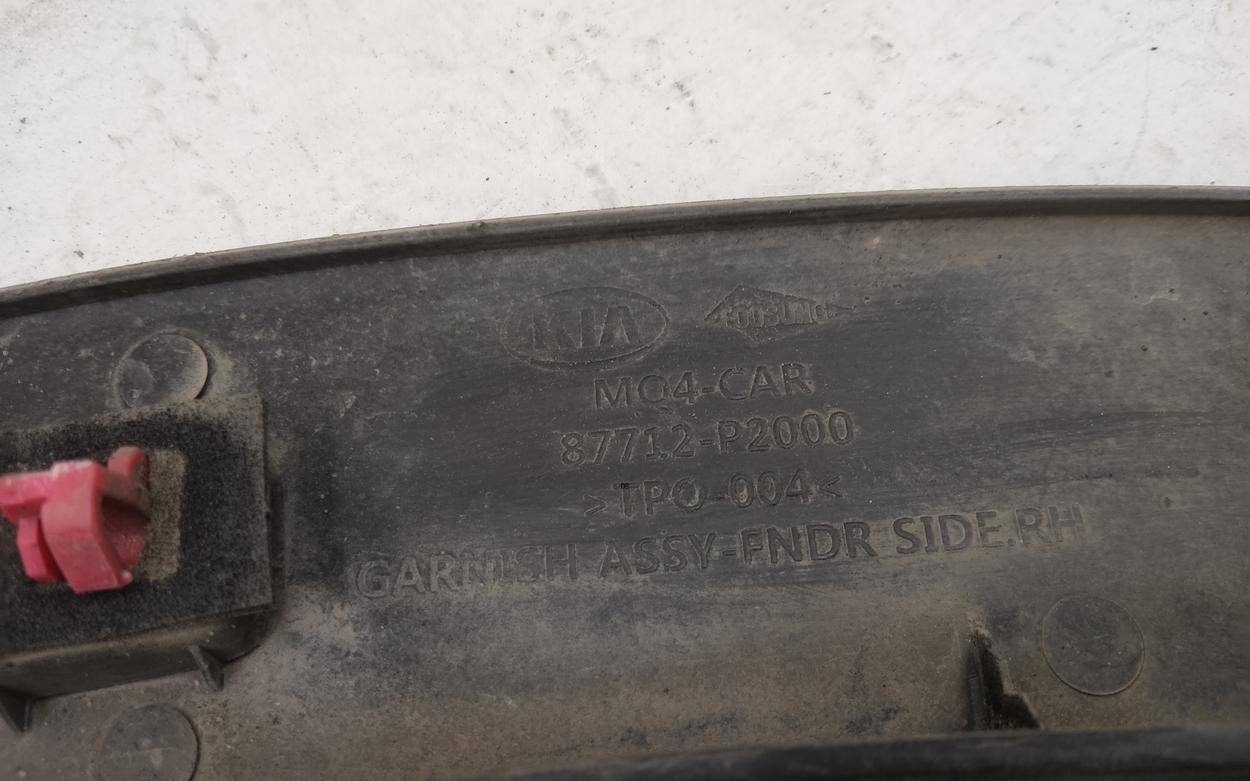 KIA
MQ4-CAR
87712-P2000
>TPO-004<
GARNISH ASSY-FNDR SIDE.RH